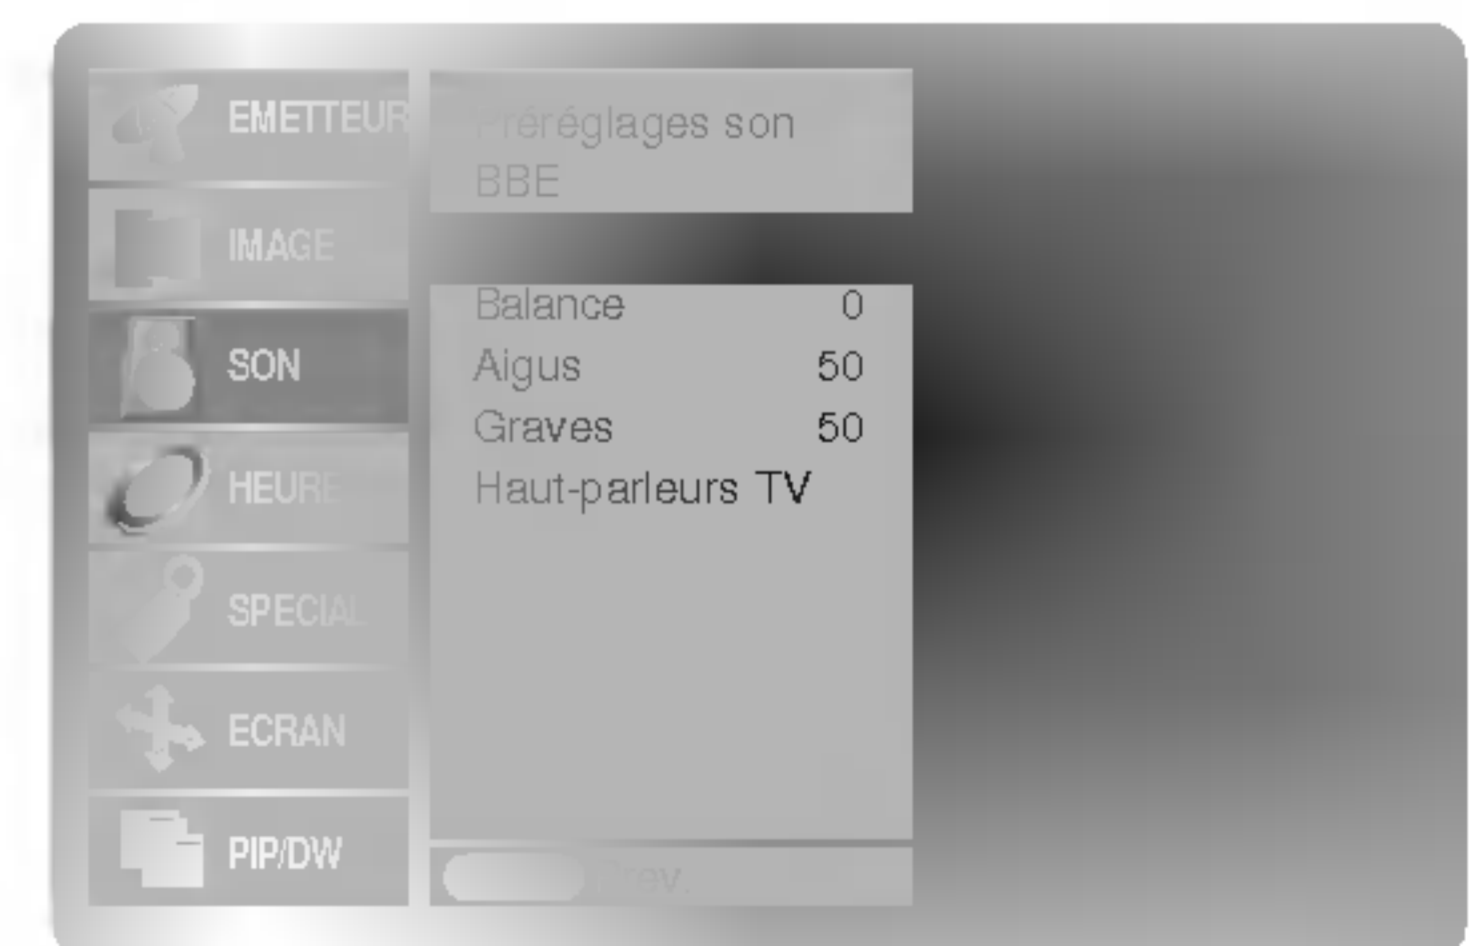 EMETTEUR
IMAGE
SON
HEURE
SPECIAL
ECRAN
PIP/DW
Préréglages son
BBE
Balance 0
Aigus 50
Graves 50
Haut-parleurs TV
Prev.